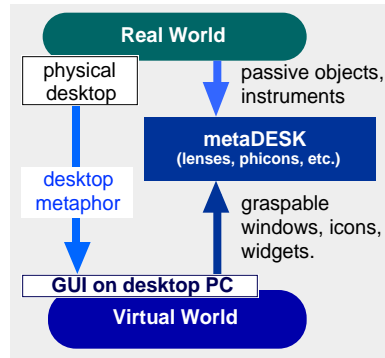 Real World
physical
desktop
passive objects,
instruments
metaDESK
(lenses, phicons, etc.)
desktop
metaphor
graspable
windows, icons,
widgets.
GUI on desktop PC
Virtual World